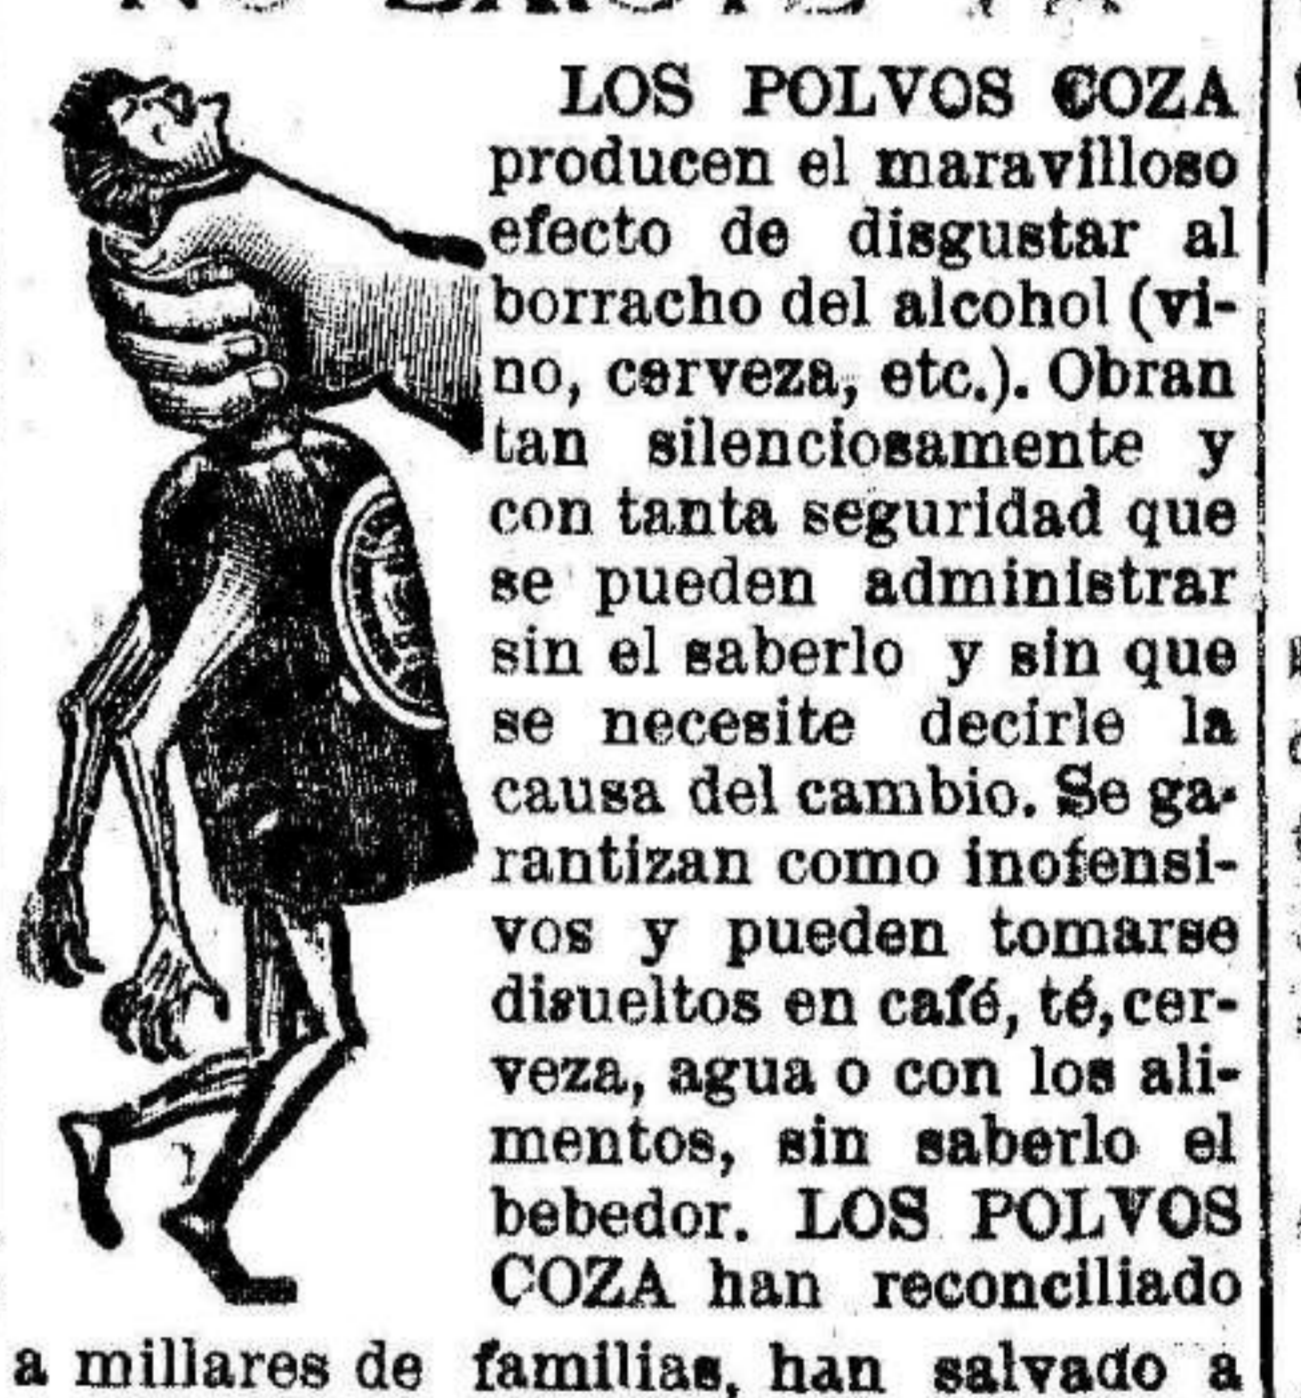 LOS POLVOS COZA
producen el maravilloso
efecto de disgustar al
borracho del alcohol (vi-
no, cerveza, etc.). Obran
tan silenciosamente y
con tanta seguridad que
se pueden administrar
sin el saberlo y sin que
se necesite decirle la
causa del cambio. Se ga-
rantizan como inofensi-
vos y pueden tomarse
disueltos en café, té, cer-
veza, agua o con los ali-
mentos, sin saberlo el
bebedor. LOS POLVOS
COZA han reconciliado
a millares de familias, han salvado a